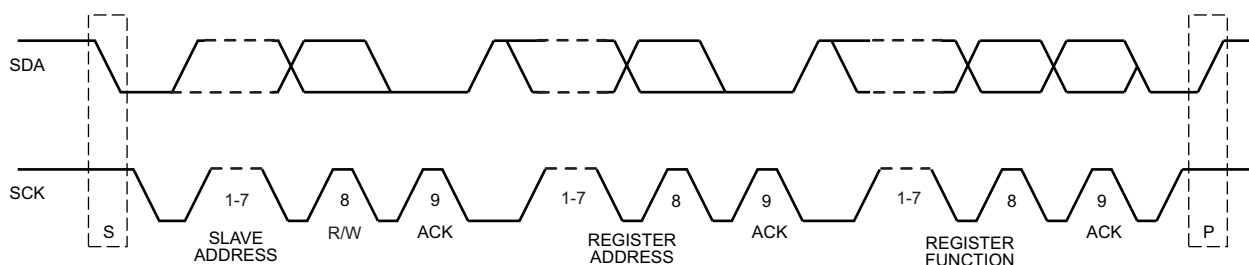 SDA
SCK
1-7
8
9
1-7
8
9
1-7
8
9
S
SLAVE
ADDRESS
R/W
ACK
REGISTER
ADDRESS
ACK
REGISTER
FUNCTION
ACK
P